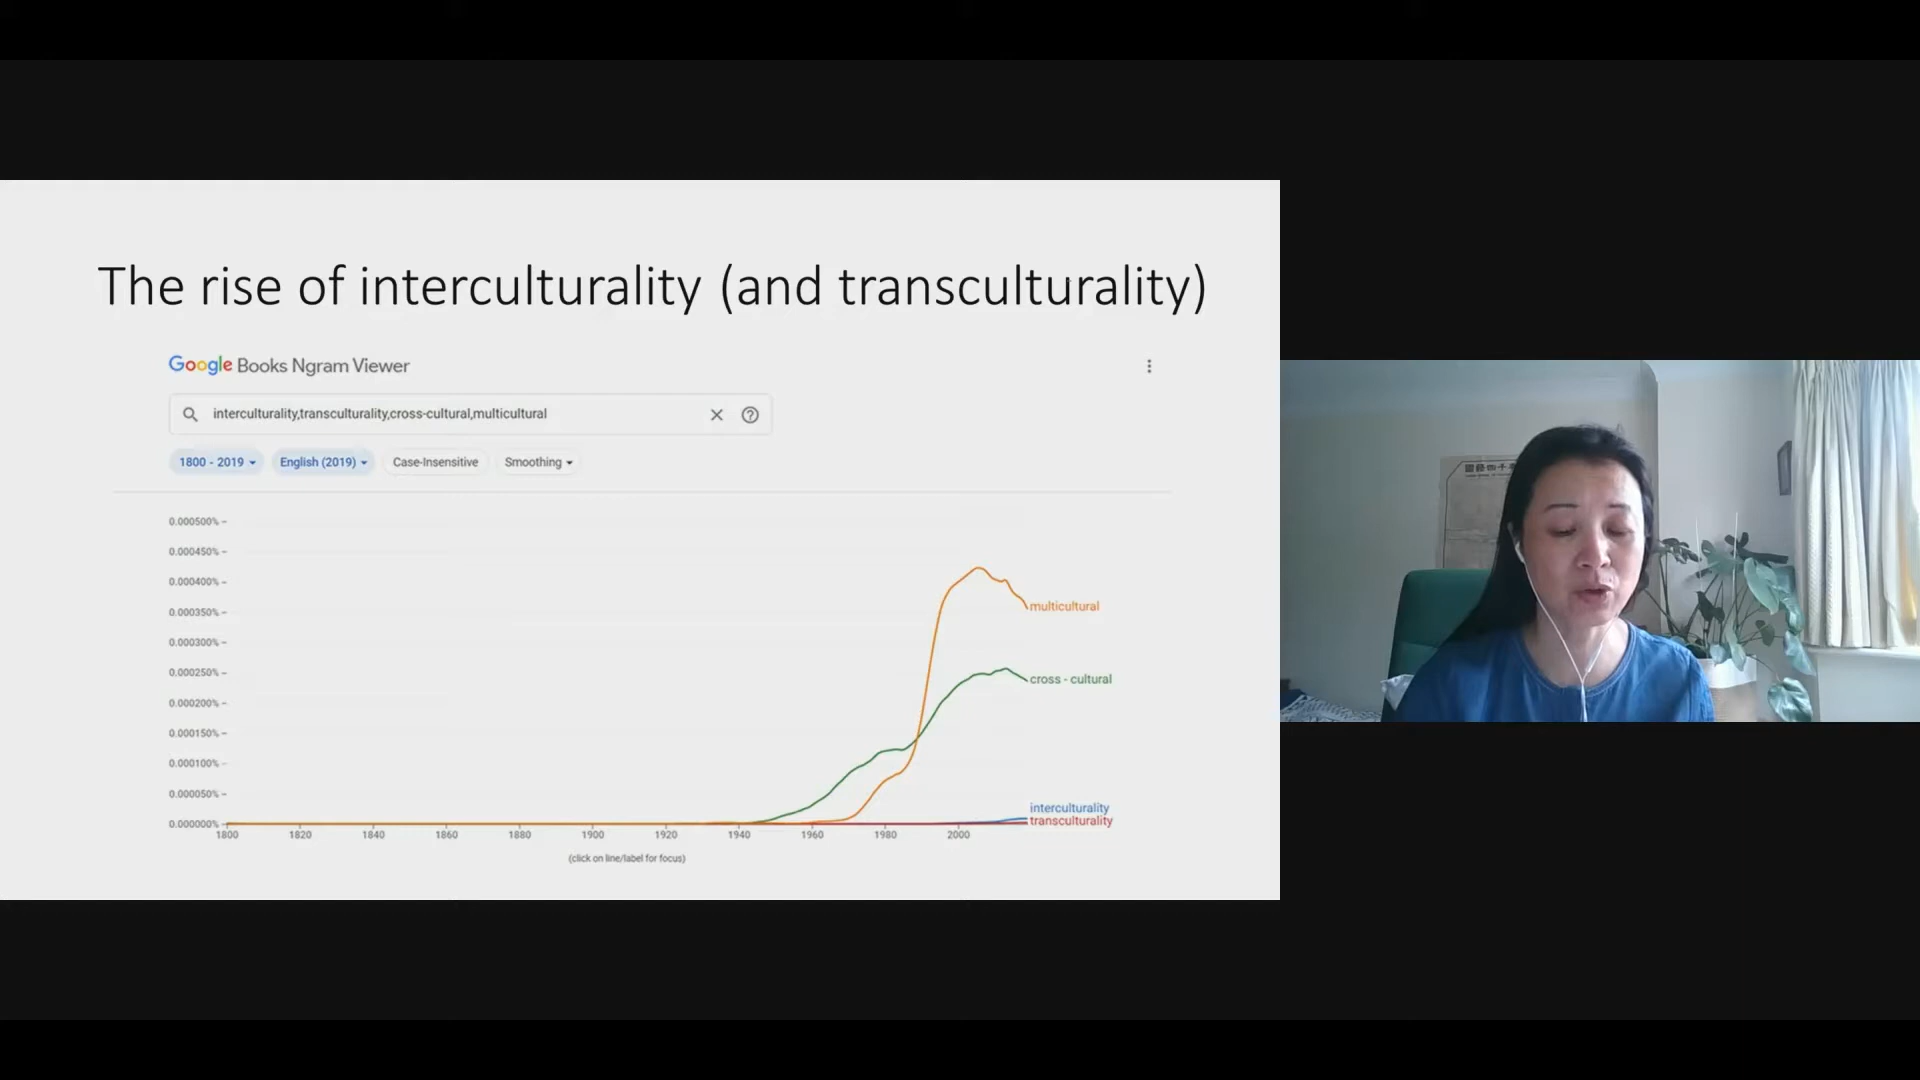 The rise of interculturality (and transculturality)
Google Books Ngram Viewer
interculturality,transculturality,cross-cultural,multicultural
1800 - 2019
English (2019)
Case-Insensitive
Smoothing
0.000500%
0.000450%
0.000400%
0.000350%
0.000300%
0.000250%
0.000200%
0.000150%
0.000100%
0.000050%
0.000000%
multicultural
cross - cultural
interculturality
transculturality
1800
1820
1840
1860
1880
1900
1920
1940
1960
1980
2000
(click on line/label for focus)